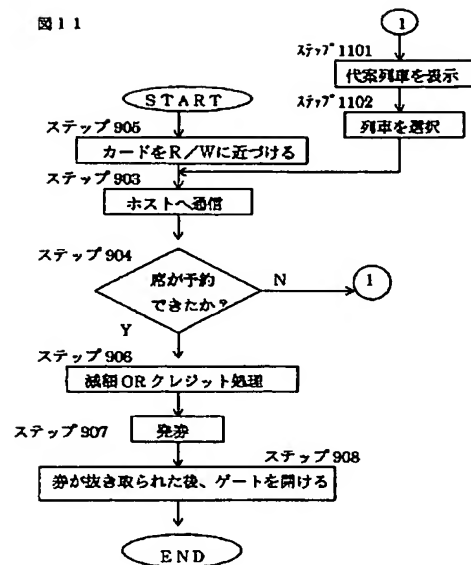 図11
1
ステップ1101
代案列車を表示
ステップ1102
列車を選択
START
ステップ905
カードをR/Wに近づける
ステップ903
ホストへ通信
ステップ904
席が予約
できたか?
N
1
Y
ステップ906
減額ORクレジット処理
ステップ907
発券
ステップ908
券が抜き取られた後、ゲートを開ける
END